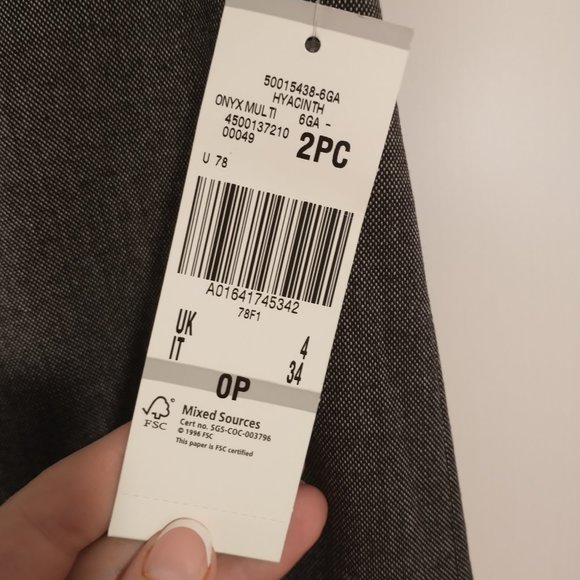 50015438-6GA
HYACINTH
ONYX MULTI 6GA -
4500137210
00049 2PC
U 78
A01641745342
78F1
UK 4
IT 34
0P
FSC
Mixed Sources
Cert no. SGS-COC-003796
© 1996 FSC
This paper is FSC certified